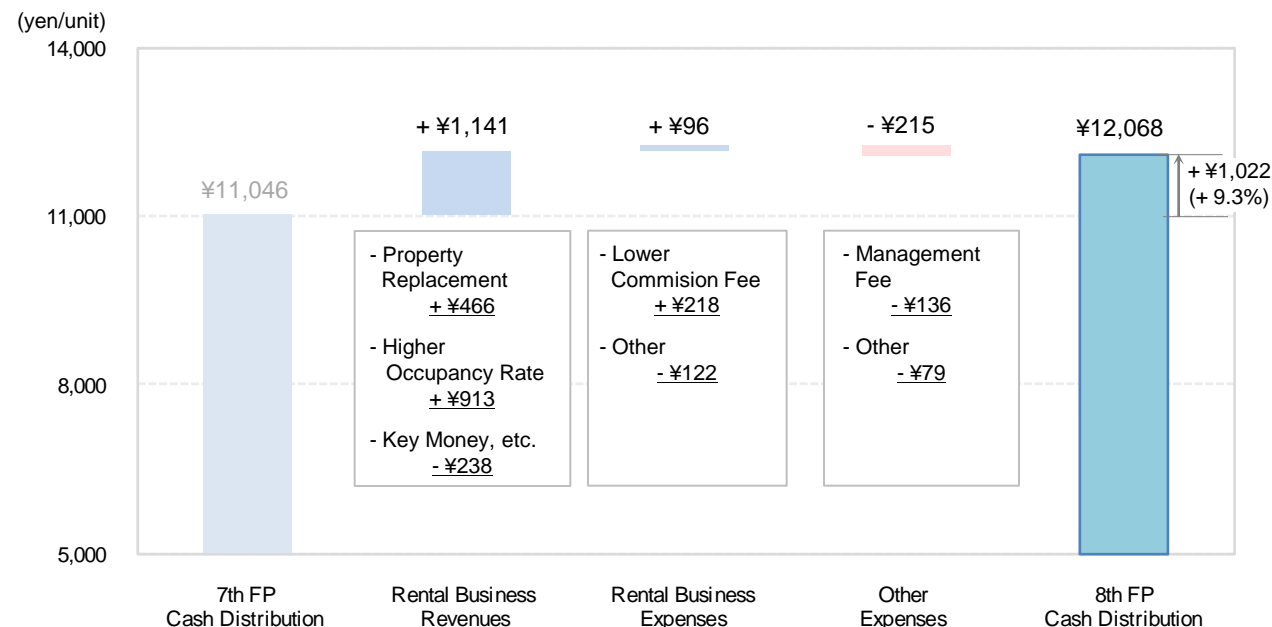 (yen/unit)
14,000
11,000
8,000
5,000
¥11,046
+ ¥1,141
+ ¥96
- ¥215
¥12,068
+ ¥1,022
(+ 9.3%)
- Property
Replacement
+ ¥466
- Higher
Occupancy Rate
+ ¥913
- Key Money, etc.
- ¥238
- Lower
Commision Fee
+ ¥218
- Other
- ¥122
- Management
Fee
- ¥136
- Other
- ¥79
7th FP
Cash Distribution
Rental Business
Revenues
Rental Business
Expenses
Other
Expenses
8th FP
Cash Distribution